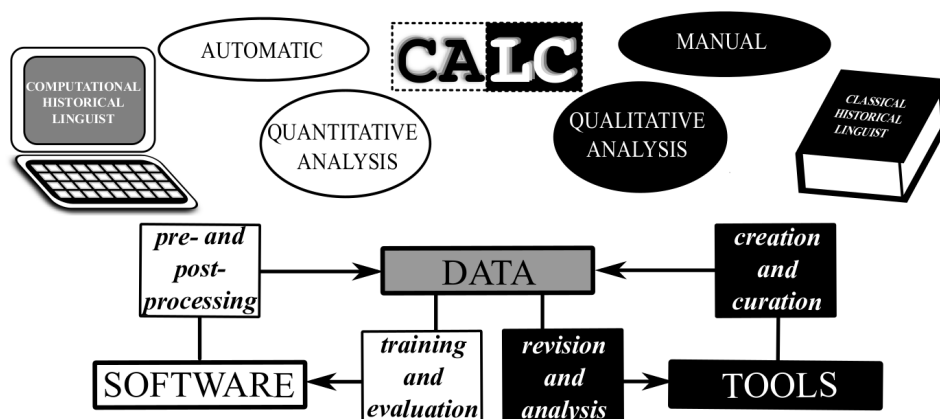 COMPUTATIONAL
HISTORICAL
LINGUIST
AUTOMATIC
QUANTITATIVE
ANALYSIS
CALC
MANUAL
QUALITATIVE
ANALYSIS
CLASSICAL
HISTORICAL
LINGUIST
pre- and
post-
processing
DATA
creation
and
curation
training
and
evaluation
revision
and
analysis
SOFTWARE
TOOLS